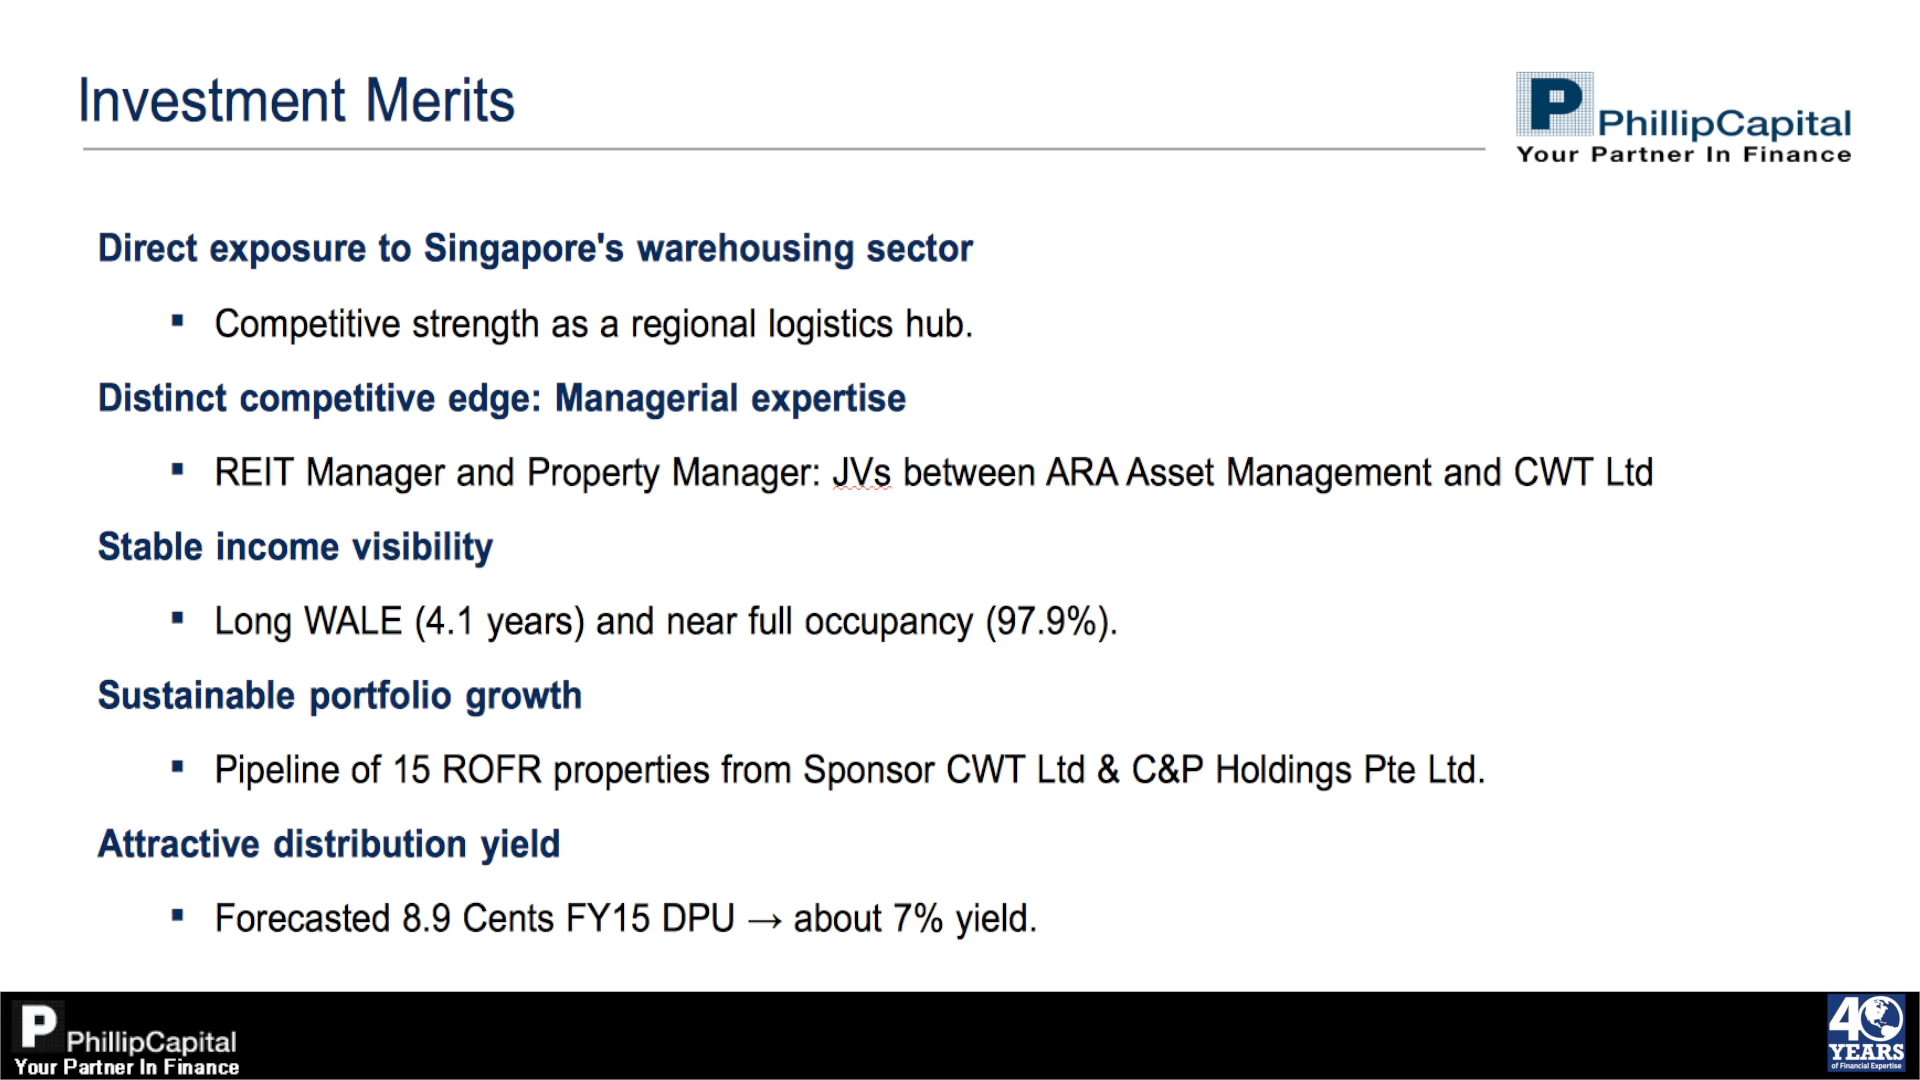 Investment Merits
P PhillipCapital
Your Partner In Finance
Direct exposure to Singapore's warehousing sector
▪ Competitive strength as a regional logistics hub.
Distinct competitive edge: Managerial expertise
▪ REIT Manager and Property Manager: JVs between ARA Asset Management and CWT Ltd
Stable income visibility
▪ Long WALE (4.1 years) and near full occupancy (97.9%).
Sustainable portfolio growth
▪ Pipeline of 15 ROFR properties from Sponsor CWT Ltd & C&P Holdings Pte Ltd.
Attractive distribution yield
▪ Forecasted 8.9 Cents FY15 DPU → about 7% yield.
P PhillipCapital
Your Partner In Finance
40
YEARS
of Financial Expertise